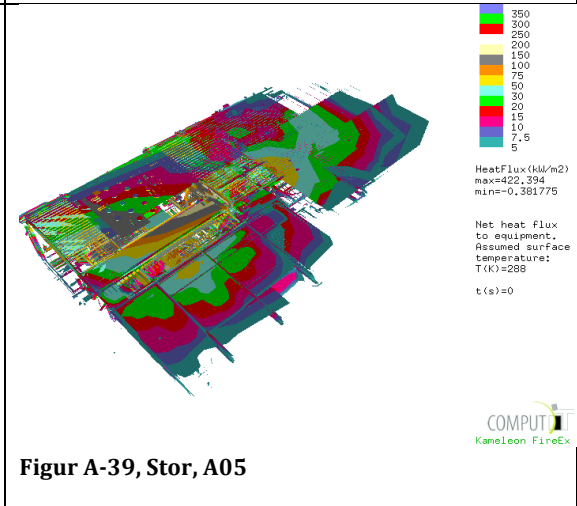 350
300
250
200
150
100
75
50
30
20
15
10
7.5
5
HeatFlux(kW/m2)
max=422.394
min=-0.381775
Net heat flux
to equipment.
Assumed surface
temperature:
T(K)=288
t(s)=0
COMPUTIT
Kameleon FireEx
Figur A-39, Stor, A05